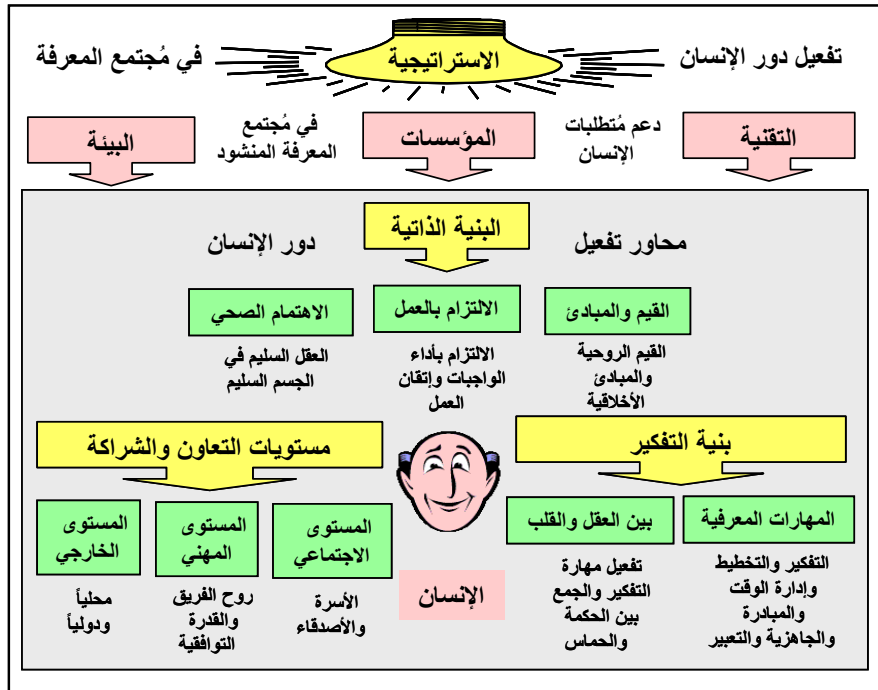 تفعيل دور الإنسان
الاستراتيجية
في مُجتمع المعرفة
التقنية
دعم مُتطلبات
الإنسان
المؤسسات
في مُجتمع
المعرفة المنشود
البيئة
محاور تفعيل
البنية الذاتية
دور الإنسان
القيم والمبادئ
القيم الروحية
والمبادئ
الأخلاقية
الالتزام بالعمل
الالتزام بأداء
الواجبات وإتقان
العمل
الاهتمام الصحي
العقل السليم في
الجسم السليم
بنية التفكير
المهارات المعرفية
التفكير والتخطيط
وإدارة الوقت
والمبادرة
والجاهزية والتعبير
بين العقل والقلب
تفعيل مهارة
التفكير والجمع
بين الحكمة
والحماس
الإنسان
مستويات التعاون والشراكة
المستوى
الاجتماعي
الأسرة
والأصدقاء
المستوى
المهني
روح الفريق
والقدرة
التوافقية
المستوى
الخارجي
محلياً
ودولياً